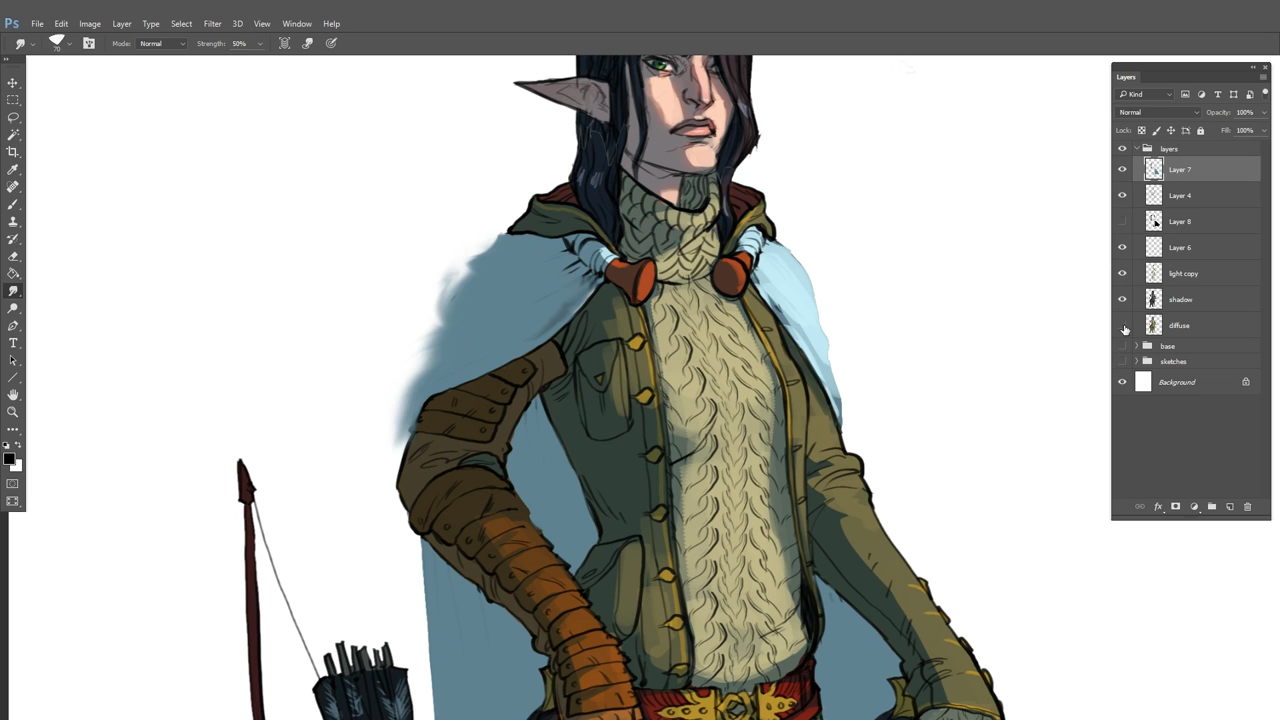 Ps File Edit Image Layer Type Select Filter 3D View Window Help
70 Mode: Normal Strength: 50%
Layers
Kind
Normal Opacity: 100%
Lock: Fill: 100%
layers
Layer 7
Layer 4
Layer 8
Layer 6
light copy
shadow
diffuse
base
sketches
Background
fx